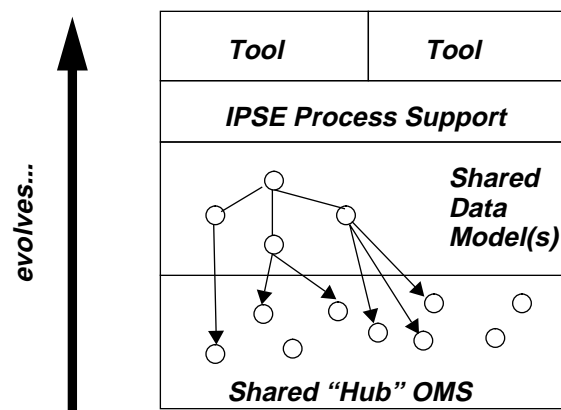 Tool
Tool
IPSE Process Support
Shared
Data
Model(s)
Shared “Hub” OMS
evolves...